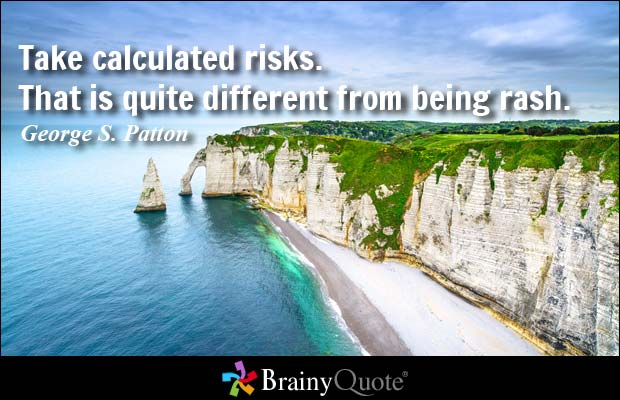 Take calculated risks.
That is quite different from being rash.
George S. Patton
BrainyQuote®